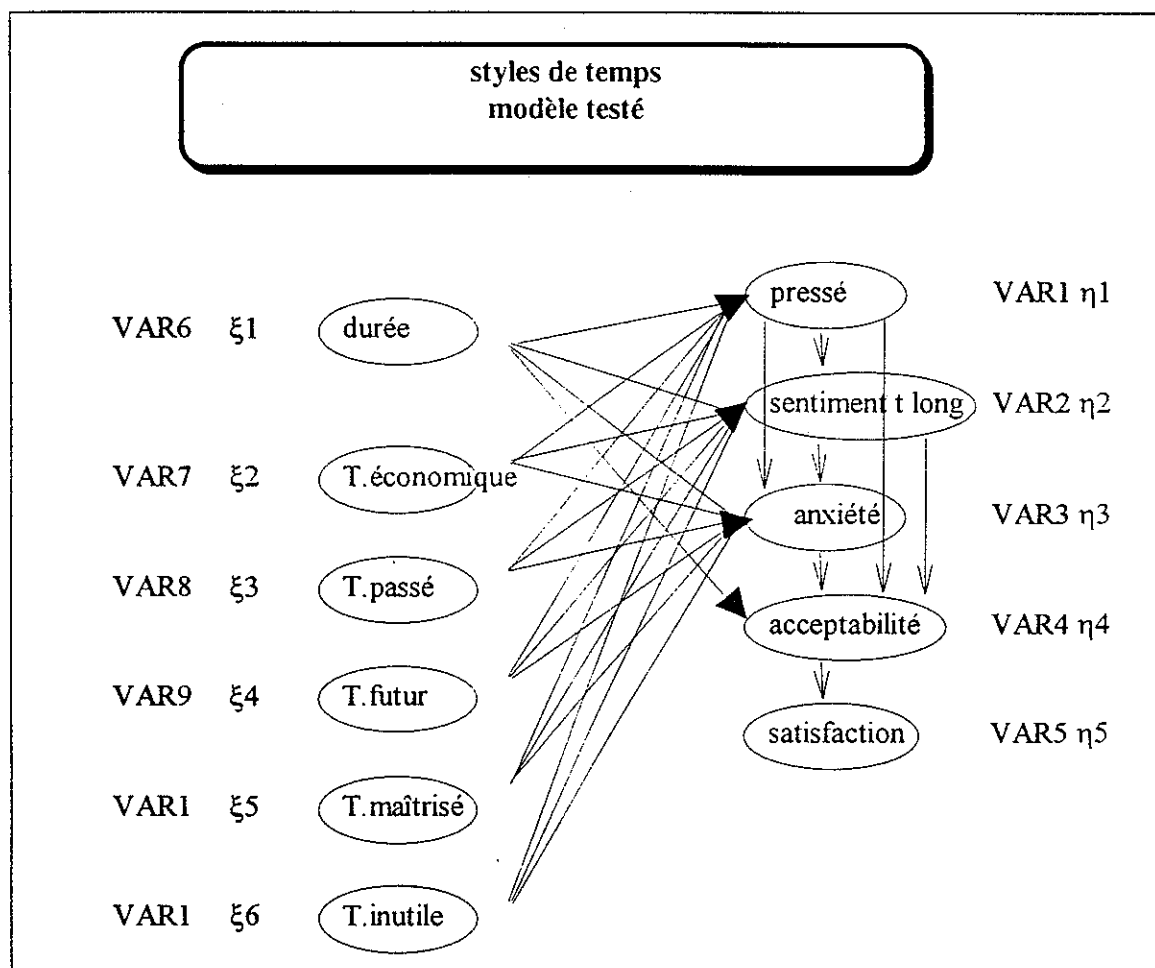 styles de temps
modèle testé
pressé VAR1 η1
VAR6 ξ1 durée
sentiment t long VAR2 η2
VAR7 ξ2 T.économique
anxiété VAR3 η3
VAR8 ξ3 T.passé
acceptabilité VAR4 η4
VAR9 ξ4 T.futur
satisfaction VAR5 η5
VAR1 ξ5 T.maîtrisé
VAR1 ξ6 T.inutile